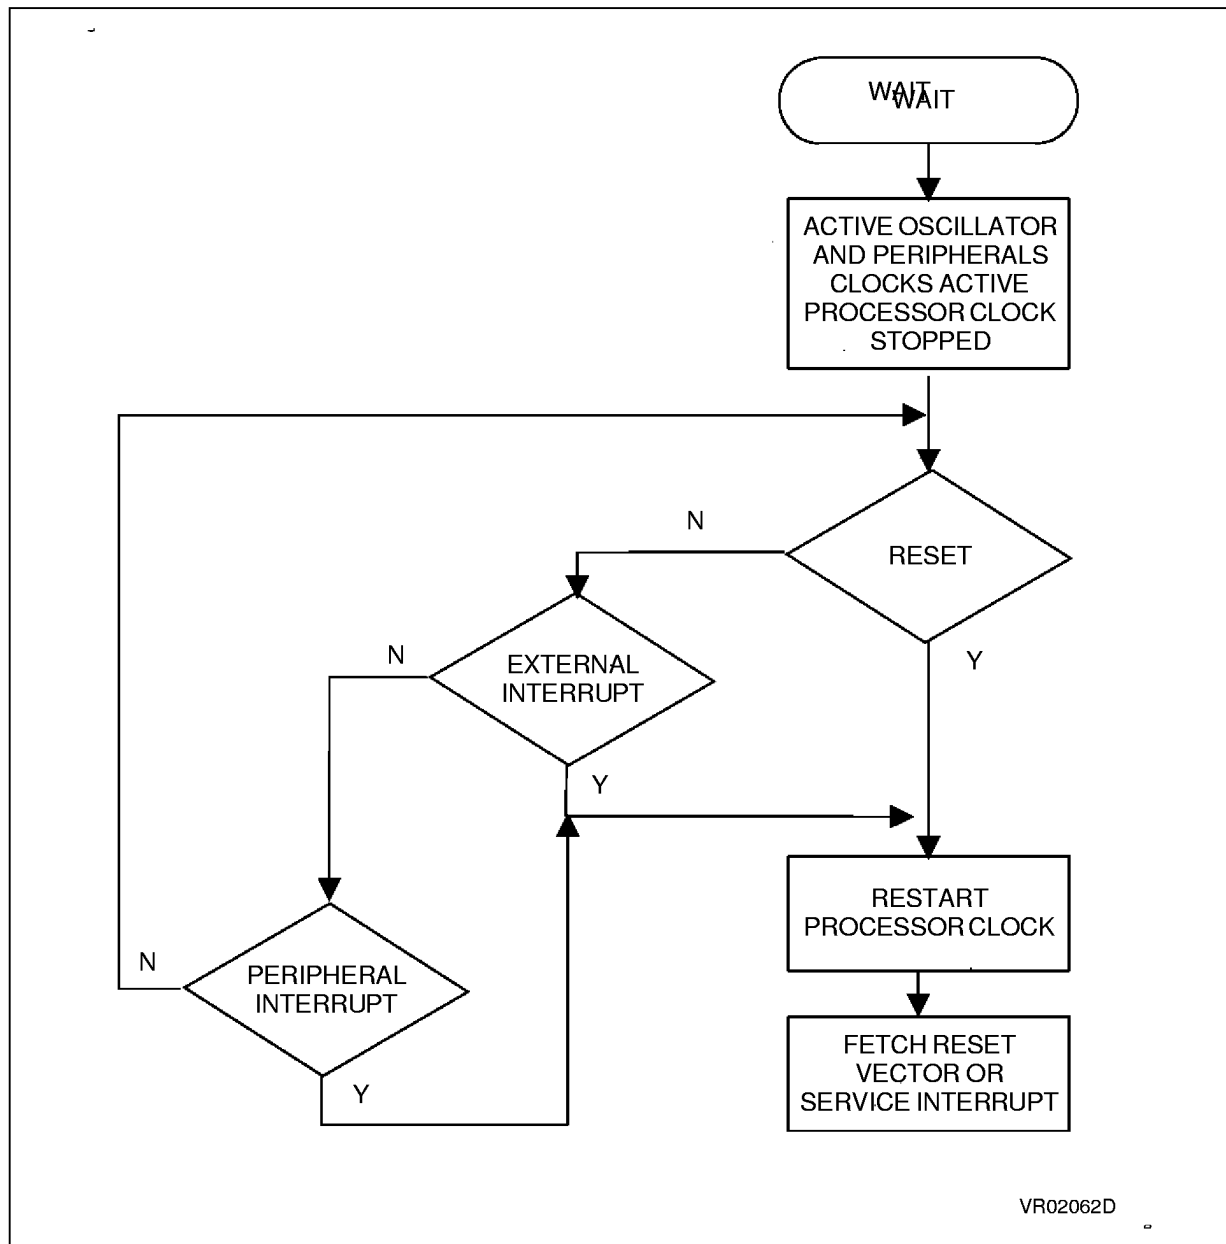 WAIT
WAIT
ACTIVE OSCILLATOR
AND PERIPHERALS
CLOCKS ACTIVE
PROCESSOR CLOCK
STOPPED
N
RESET
Y
N
EXTERNAL
INTERRUPT
Y
RESTART
PROCESSOR CLOCK
N
PERIPHERAL
INTERRUPT
Y
FETCH RESET
VECTOR OR
SERVICE INTERRUPT
VR02062D